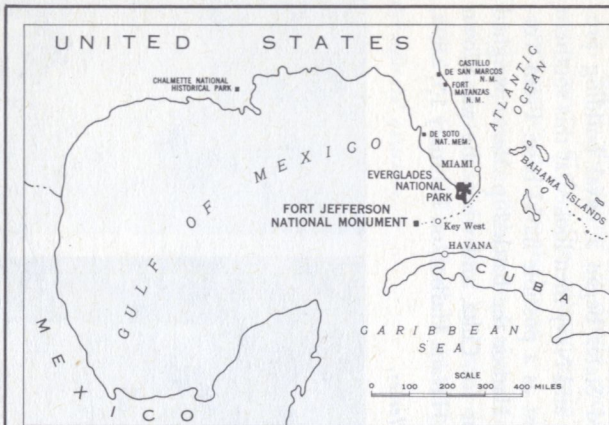 UNITED STATES
CHALMETTE NATIONAL
HISTORICAL PARK
CASTILLO
DE SAN MARCOS
N. M.
FORT
MATANZAS
N. M.
ATLANTIC
OCEAN
DE SOTO
NAT. MEM.
MIAMI
GULF OF MEXICO
EVERGLADES
NATIONAL
PARK
BAHAMA ISLANDS
FORT JEFFERSON
NATIONAL MONUMENT
Key West
HAVANA
CUBA
MEXICO
CARIBBEAN
SEA
SCALE
0 100 200 300 400 MILES